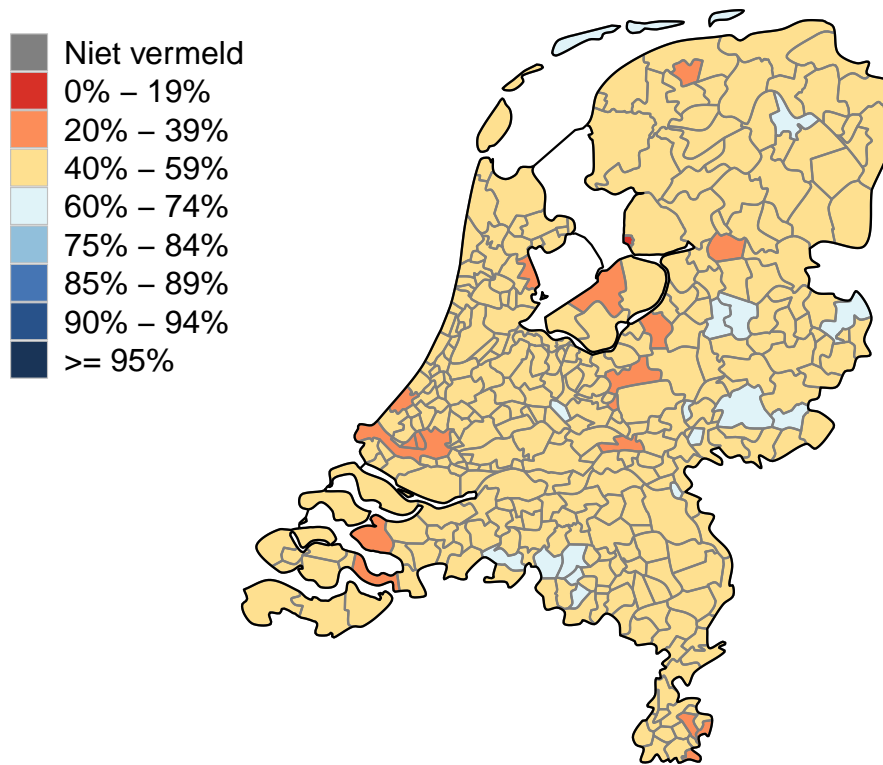 Niet vermeld
0% – 19%
20% – 39%
40% – 59%
60% – 74%
75% – 84%
85% – 89%
90% – 94%
>= 95%